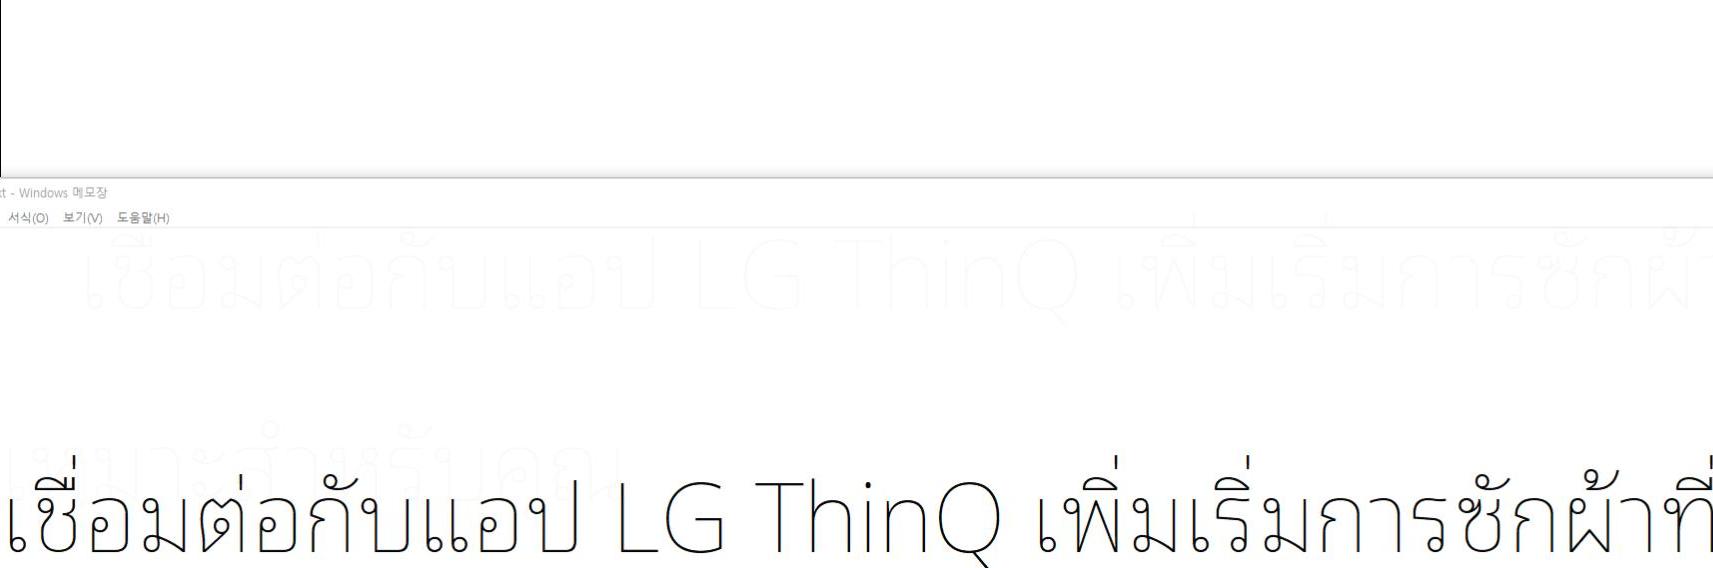 - Windows 메모장
서식(O) 보기(V) 도움말(H)
เชื่อมต่อกับแอป LG ThinQ เพิ่มเริ่มการซักผ้า
เหมาะสำหรับคุณ
เชื่อมต่อกับแอป LG ThinQ เพิ่มเริ่มการซักผ้าที่